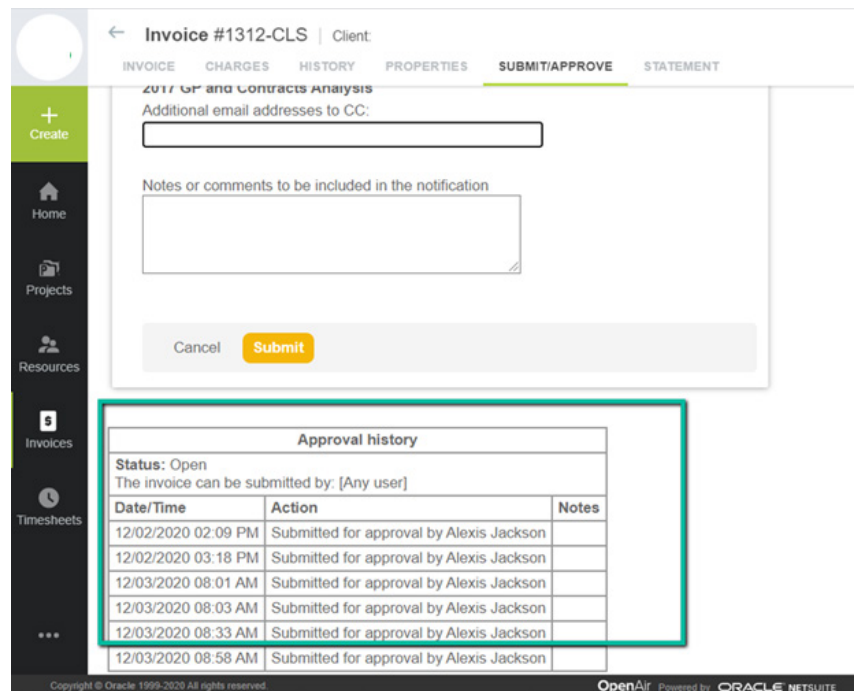 ← Invoice #1312-CLS | Client:
INVOICE CHARGES HISTORY PROPERTIES SUBMIT/APPROVE STATEMENT
2017 GP and Contracts Analysis
Additional email addresses to CC:
+
Create
Notes or comments to be included in the notification
Home
Projects
Cancel Submit
Resources
$
Invoices
Approval history
Status: Open
The invoice can be submitted by: [Any user]
Date/Time Action Notes
Timesheets
12/02/2020 02:09 PM Submitted for approval by Alexis Jackson
12/02/2020 03:18 PM Submitted for approval by Alexis Jackson
12/03/2020 08:01 AM Submitted for approval by Alexis Jackson
12/03/2020 08:03 AM Submitted for approval by Alexis Jackson
12/03/2020 08:33 AM Submitted for approval by Alexis Jackson
12/03/2020 08:58 AM Submitted for approval by Alexis Jackson
Copyright © Oracle 1999-2020 All rights reserved. OpenAir Powered by ORACLE NETSUITE